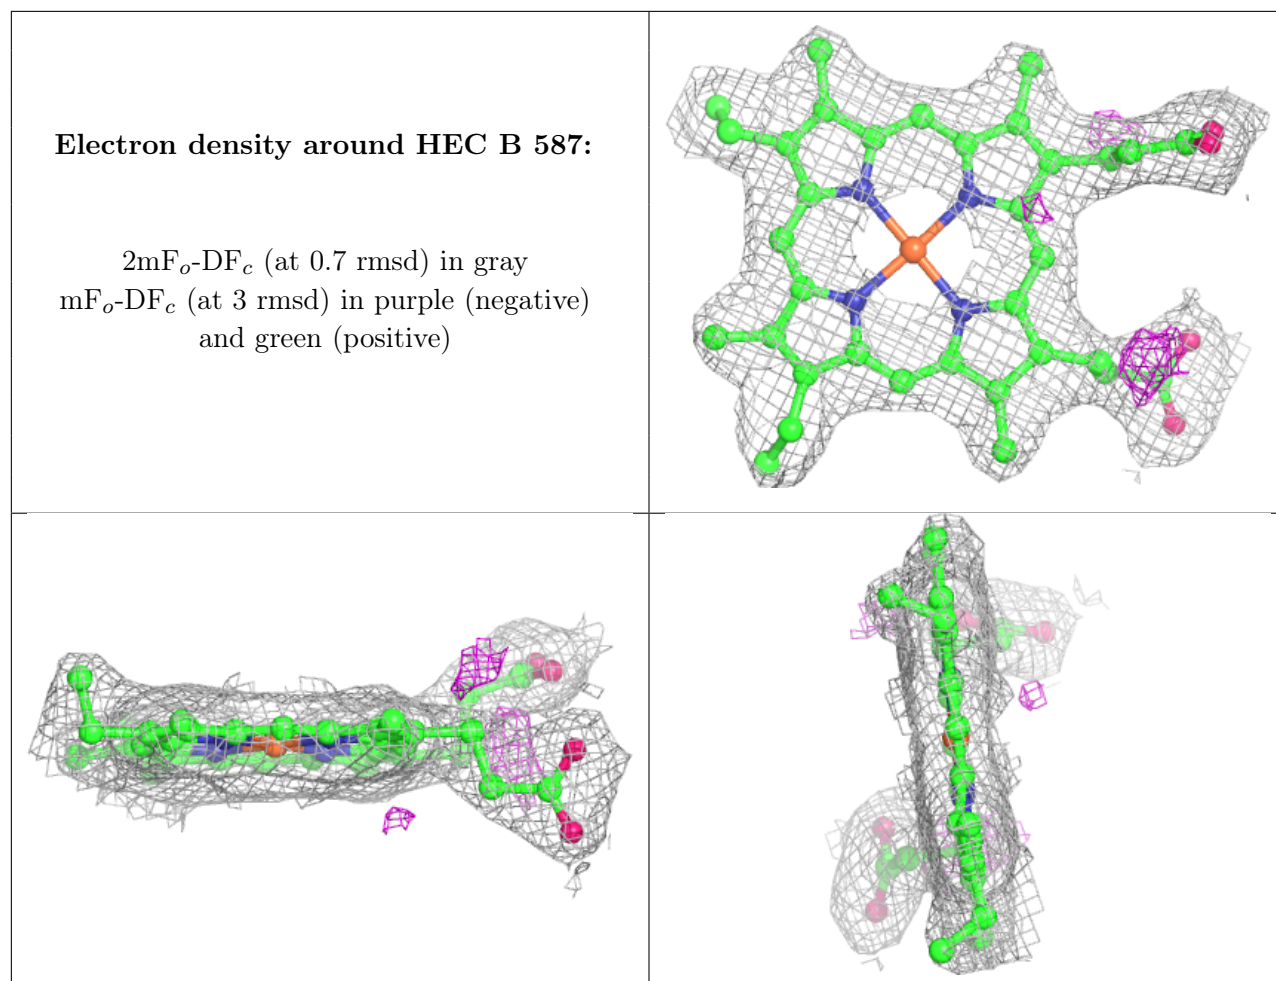 Electron density around HEC B 587:
2mFo-DFc (at 0.7 rmsd) in gray
mFo-DFc (at 3 rmsd) in purple (negative)
and green (positive)